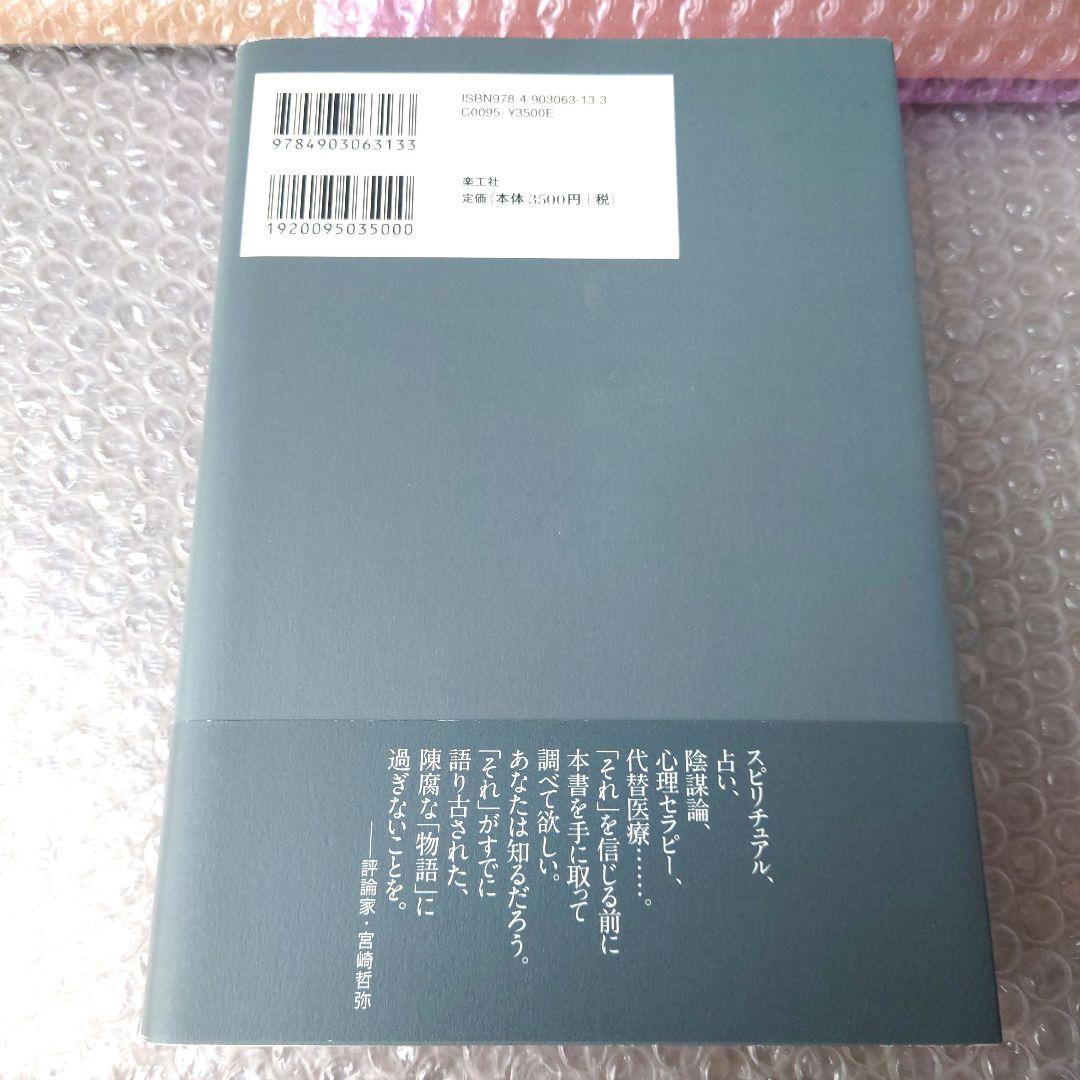 ISBN978-4-903063-13-3
C0095 ¥3500E
9784903063133
楽工社
定価(本体3500円+税)
1920095035000
スピリチュアル、
占い、
陰謀論、
心理セラピー、
代替医療……。
「それ」を信じる前に
本書を手に取って
調べて欲しい。
あなたは知るだろう。
「それ」がすでに
語り古された、
陳腐な「物語」に
過ぎないことを。
——評論家・宮崎哲弥